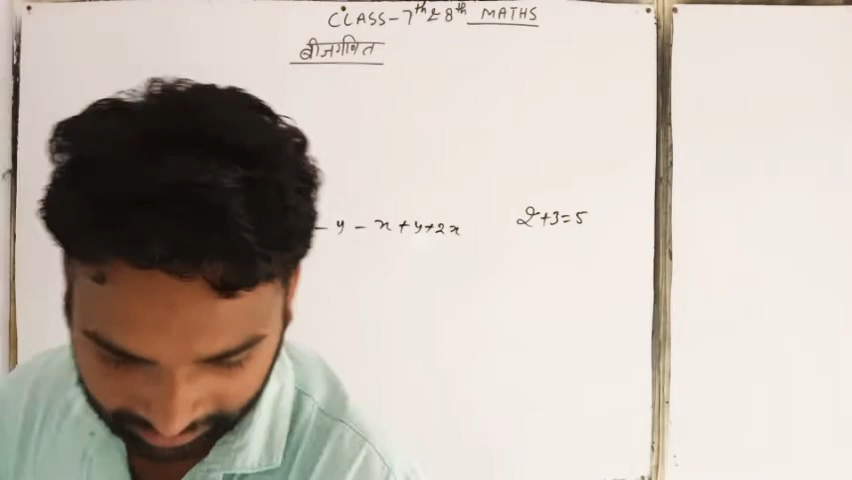 CLASS-7th & 8th MATHS
बीजगणित
- y - x + y + 2x
2+3=5